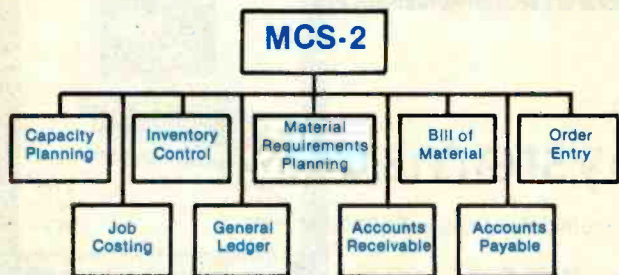 MCS-2
Capacity
Planning
Inventory
Control
Material
Requirements
Planning
Bill of
Material
Order
Entry
Job
Costing
General
Ledger
Accounts
Receivable
Accounts
Payable